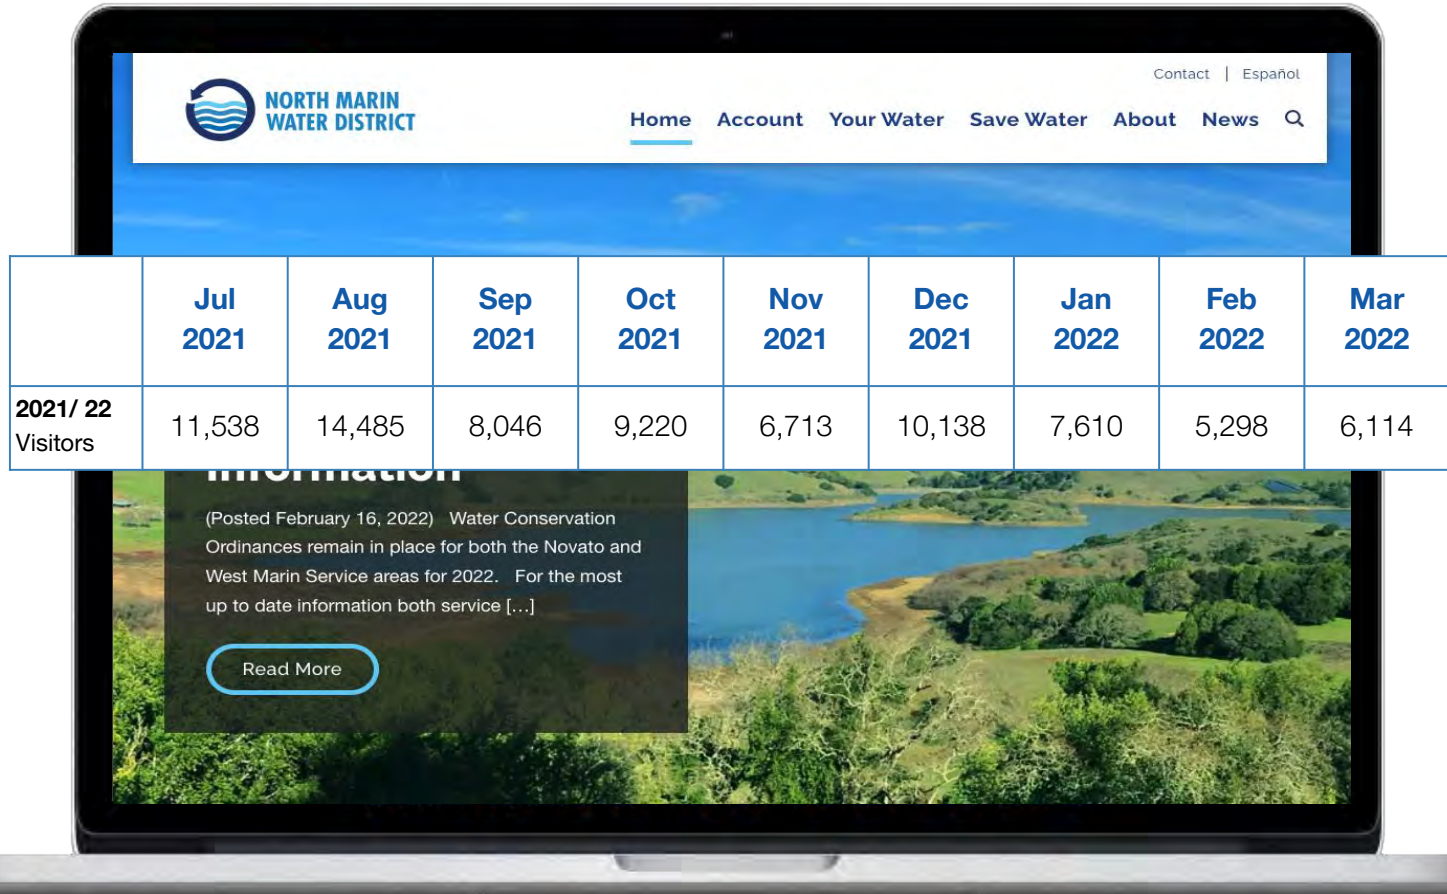 Contact | Español
NORTH MARIN
WATER DISTRICT
Home Account Your Water Save Water About News
Jul 2021 Aug 2021 Sep 2021 Oct 2021 Nov 2021 Dec 2021 Jan 2022 Feb 2022 Mar 2022
2021/ 22 Visitors 11,538 14,485 8,046 9,220 6,713 10,138 7,610 5,298 6,114
Information
(Posted February 16, 2022) Water Conservation
Ordinances remain in place for both the Novato and
West Marin Service areas for 2022. For the most
up to date information both service […]
Read More